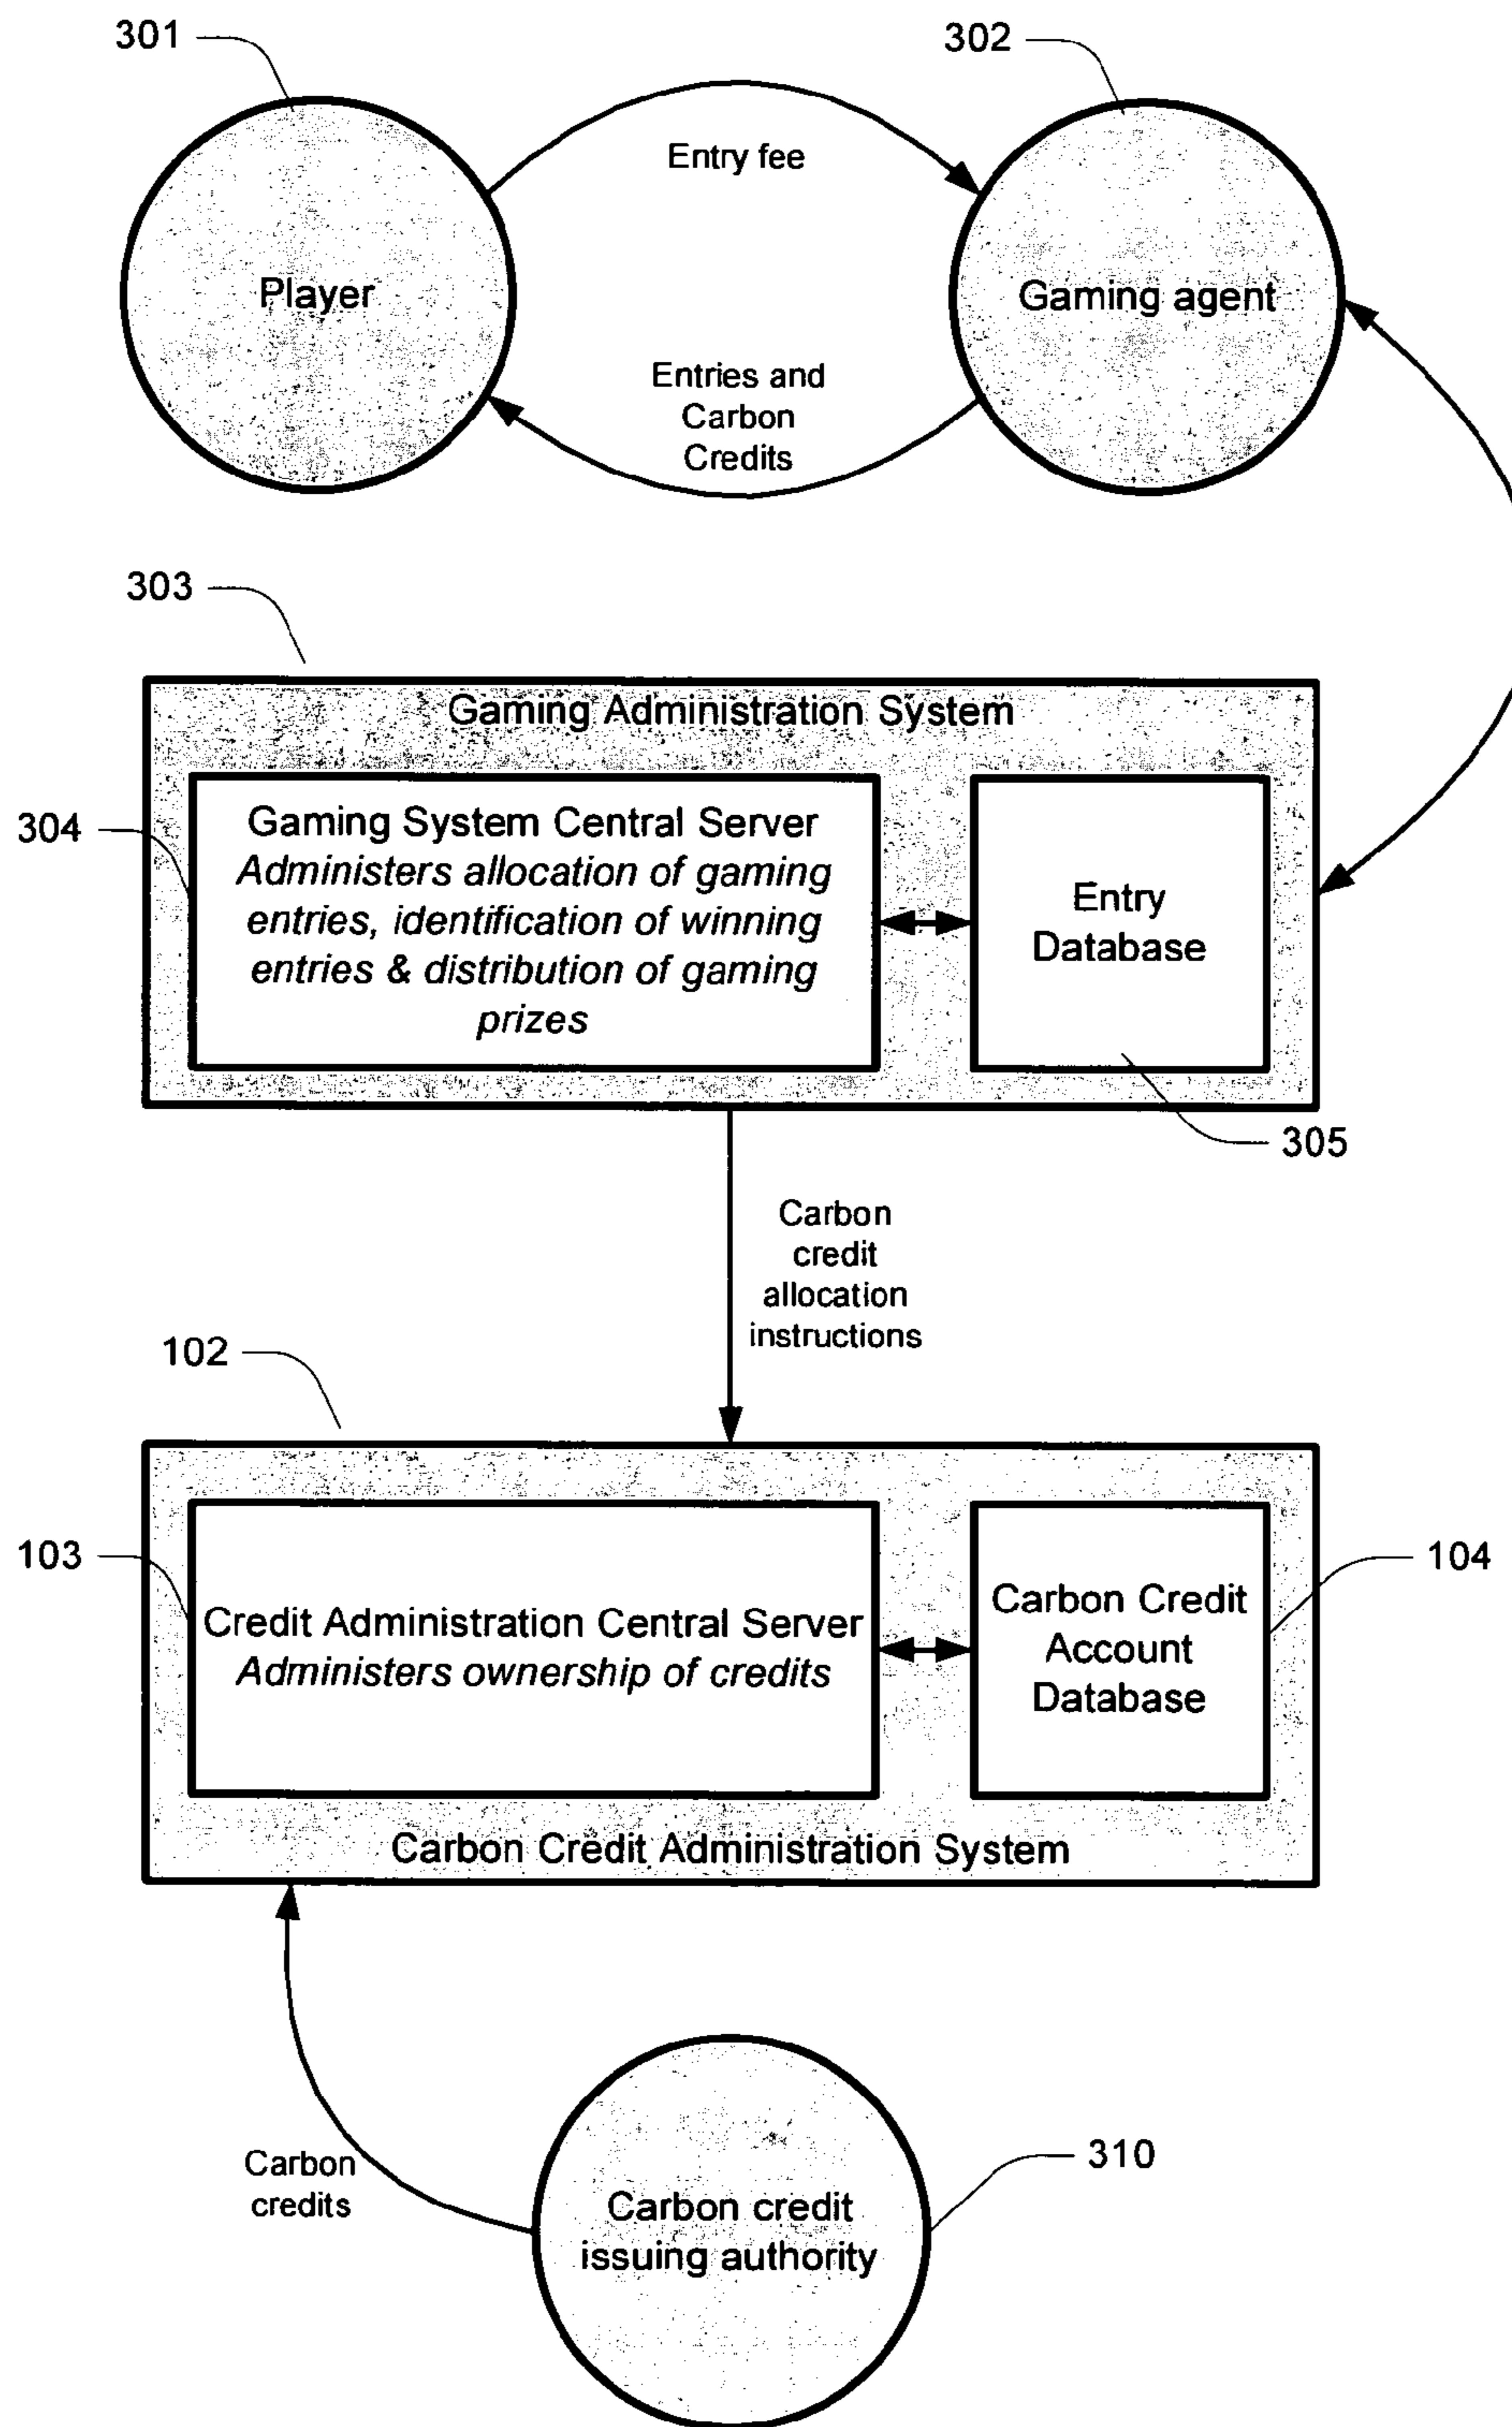 301
302
Entry fee
Player
Gaming agent
Entries and
Carbon
Credits
303
Gaming Administration System
304
Gaming System Central Server
Administers allocation of gaming
entries, identification of winning
entries & distribution of gaming
prizes
Entry
Database
305
Carbon
credit
allocation
instructions
102
103
Credit Administration Central Server
Administers ownership of credits
Carbon Credit
Account
Database
104
Carbon Credit Administration System
Carbon
credits
310
Carbon credit
issuing authority